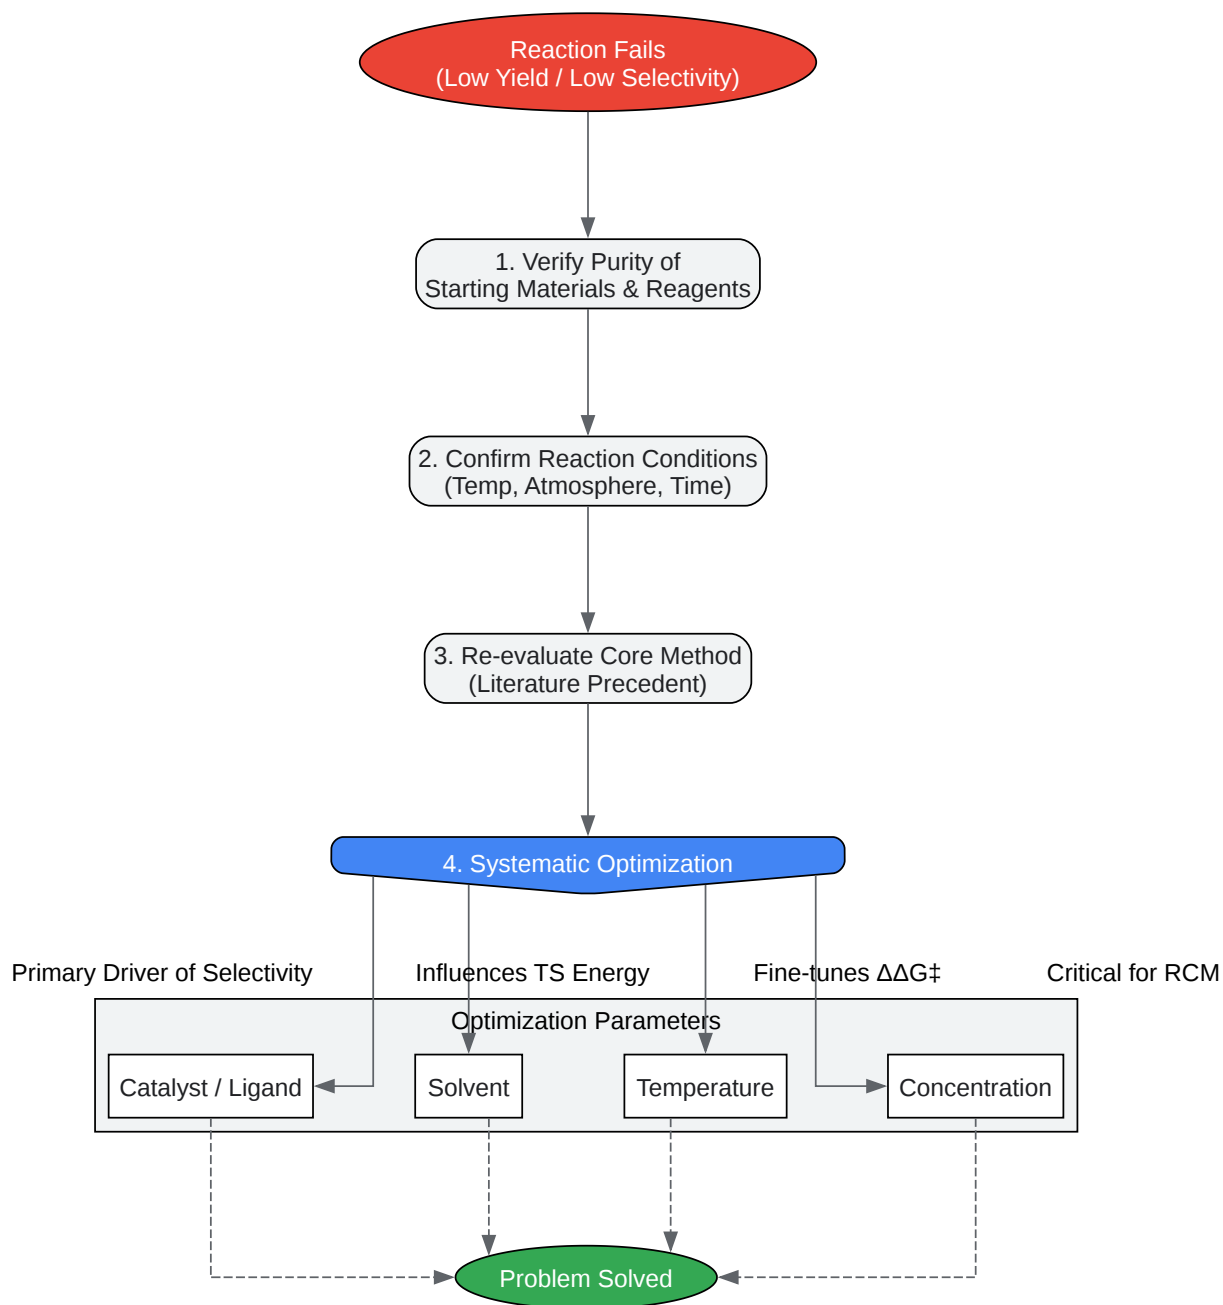 Reaction Fails
(Low Yield / Low Selectivity)
1. Verify Purity of
Starting Materials & Reagents
2. Confirm Reaction Conditions
(Temp, Atmosphere, Time)
3. Re-evaluate Core Method
(Literature Precedent)
4. Systematic Optimization
Primary Driver of Selectivity
Influences TS Energy
Fine-tunes ΔΔG‡
Critical for RCM
Optimization Parameters
Catalyst / Ligand
Solvent
Temperature
Concentration
Problem Solved